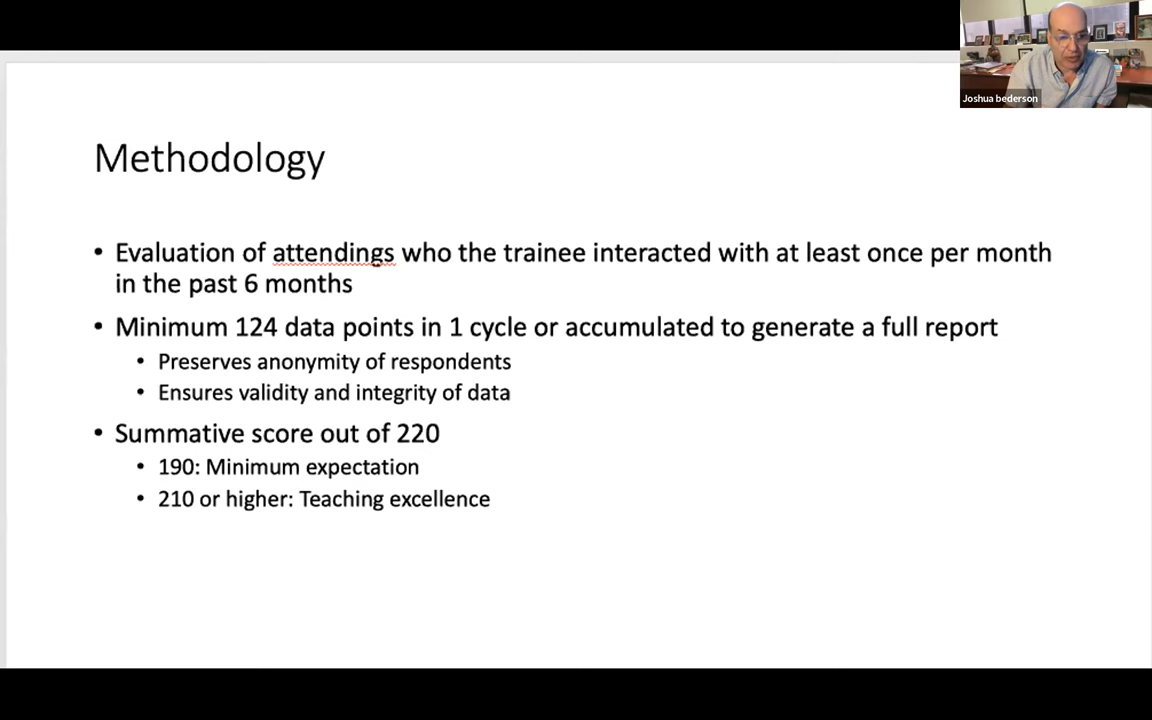 Joshua bederson
Methodology
• Evaluation of attendings who the trainee interacted with at least once per month
in the past 6 months
• Minimum 124 data points in 1 cycle or accumulated to generate a full report
• Preserves anonymity of respondents
• Ensures validity and integrity of data
• Summative score out of 220
• 190: Minimum expectation
• 210 or higher: Teaching excellence